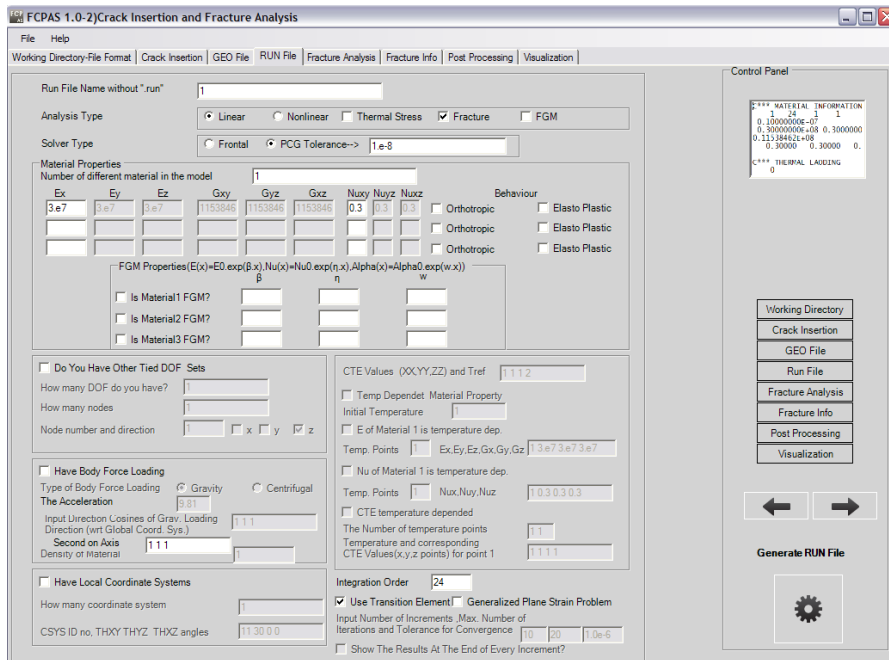 FCPAS 1.0-2)Crack Insertion and Fracture Analysis
File Help
Working Directory-File Format Crack Insertion GEO File RUN File Fracture Analysis Fracture Info Post Processing Visualization
Run File Name without ".run" 1
Analysis Type Linear Nonlinear Thermal Stress Fracture FGM
Solver Type Frontal PCG Tolerance--> 1.e-8
Material Properties
Number of different material in the model 1
Ex Ey Ez Gxy Gyz Gxz Nuxy Nuyz Nuxz Behaviour
3.e7 3.e7 3.e7 1153846 1153846 1153846 0.3 0.3 0.3 Orthotropic Elasto Plastic
Orthotropic Elasto Plastic
Orthotropic Elasto Plastic
FGM Properties(E(x)=E0.exp(β.x),Nu(x)=Nu0.exp(η.x),Alpha(x)=Alpha0.exp(w.x))
β η w
Is Material1 FGM?
Is Material2 FGM?
Is Material3 FGM?
Do You Have Other Tied DOF Sets
How many DOF do you have? 1
How many nodes 1
Node number and direction 1 x y z
Have Body Force Loading
Type of Body Force Loading Gravity Centrifugal
The Acceleration 9.81
Input Direction Cosines of Grav. Loading
Direction (wrt Global Coord. Sys.) 1 1 1
Second on Axis 1 1 1
Density of Material 1
Have Local Coordinate Systems
How many coordinate system 1
CSYS ID no, THXY THYZ THXZ angles 11 30 0 0
CTE Values (XX,YY,ZZ) and Tref 1 1 1 2
Temp Dependet Material Property
Initial Temperature 1
E of Material 1 is temperature dep.
Temp. Points 1 Ex,Ey,Ez,Gx,Gy,Gz 1 3.e7 3.e7 3.e7
Nu of Material 1 is temperature dep.
Temp. Points 1 Nux,Nuy,Nuz 1 0.3 0.3 0.3
CTE temperature depended
The Number of temperature points 1 1
Temperature and corresponding
CTE Values(x,y,z points) for point 1 1 1 1 1
Integration Order 24
Use Transition Element Generalized Plane Strain Problem
Input Number of Increments ,Max. Number of
Iterations and Tolerance for Convergence 10 20 1.0e-6
Show The Results At The End of Every Increment?
Control Panel
C*** MATERIAL INFORMATION
1 24 1 1
0.10000000E-07
0.30000000E+08 0.3000000
0.11538462E+08
0.30000 0.30000 0.
C*** THERMAL LAODING
0
Working Directory
Crack Insertion
GEO File
Run File
Fracture Analysis
Fracture Info
Post Processing
Visualization
Generate RUN File